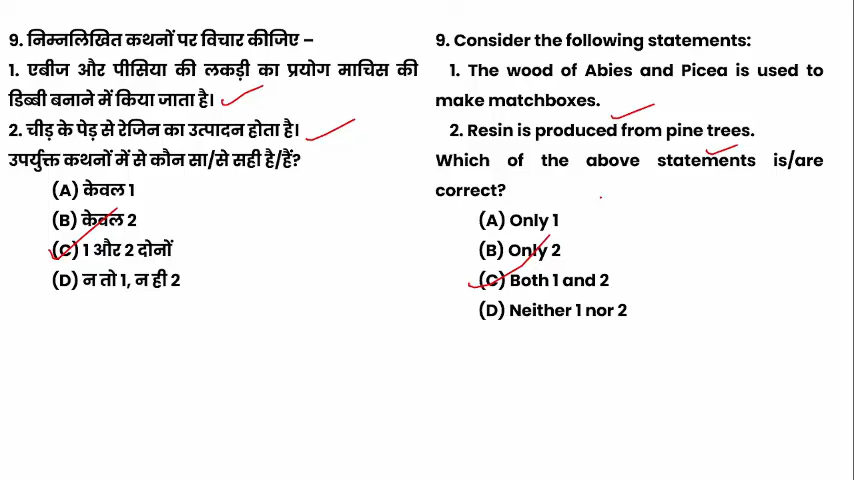 9. निम्नलिखित कथनों पर विचार कीजिए –
1. एबीज और पीसिया की लकड़ी का प्रयोग माचिस की
डिब्बी बनाने में किया जाता है।
2. चीड़ के पेड़ से रेजिन का उत्पादन होता है।
उपर्युक्त कथनों में से कौन सा/से सही है/हैं?
(A) केवल 1
(B) केवल 2
(C) 1 और 2 दोनों
(D) न तो 1, न ही 2
9. Consider the following statements:
1. The wood of Abies and Picea is used to
make matchboxes.
2. Resin is produced from pine trees.
Which of the above statements is/are
correct?
(A) Only 1
(B) Only 2
(C) Both 1 and 2
(D) Neither 1 nor 2